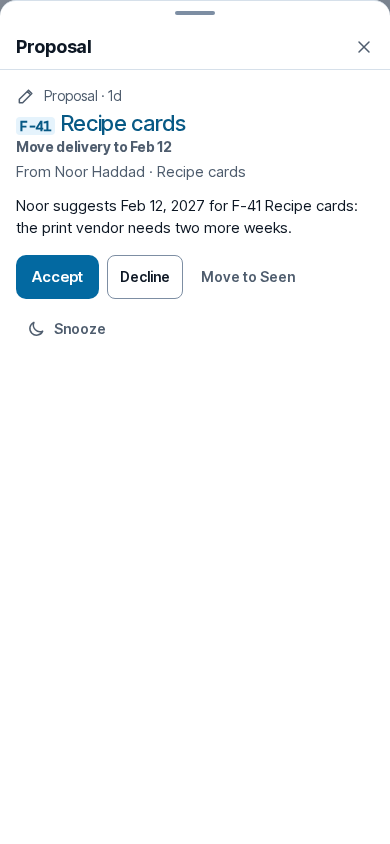 Proposal
Proposal · 1d
F-41 Recipe cards
Move delivery to Feb 12
From Noor Haddad · Recipe cards
Noor suggests Feb 12, 2027 for F-41 Recipe cards:
the print vendor needs two more weeks.
Accept Decline Move to Seen
Snooze